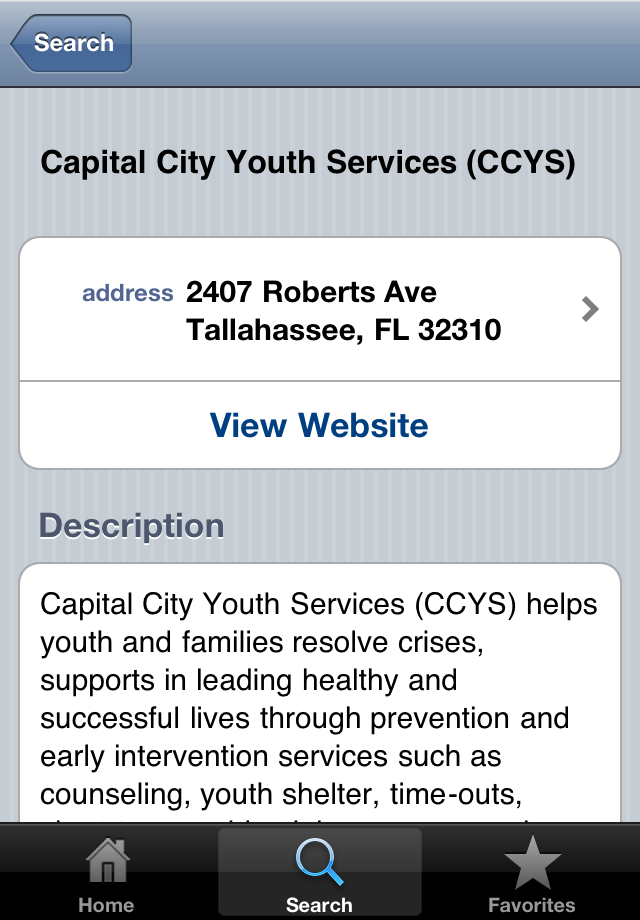 Search
Capital City Youth Services (CCYS)
address 2407 Roberts Ave
Tallahassee, FL 32310
View Website
Description
Capital City Youth Services (CCYS) helps
youth and families resolve crises,
supports in leading healthy and
successful lives through prevention and
early intervention services such as
counseling, youth shelter, time-outs,
Home
Search
Favorites